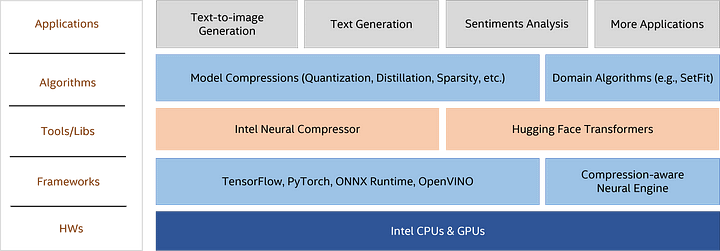 Applications
Text-to-image
Generation
Text Generation
Sentiments Analysis
More Applications
Algorithms
Model Compressions (Quantization, Distillation, Sparsity, etc.)
Domain Algorithms (e.g., SetFit)
Tools/Libs
Intel Neural Compressor
Hugging Face Transformers
Frameworks
TensorFlow, PyTorch, ONNX Runtime, OpenVINO
Compression-aware
Neural Engine
HWs
Intel CPUs & GPUs